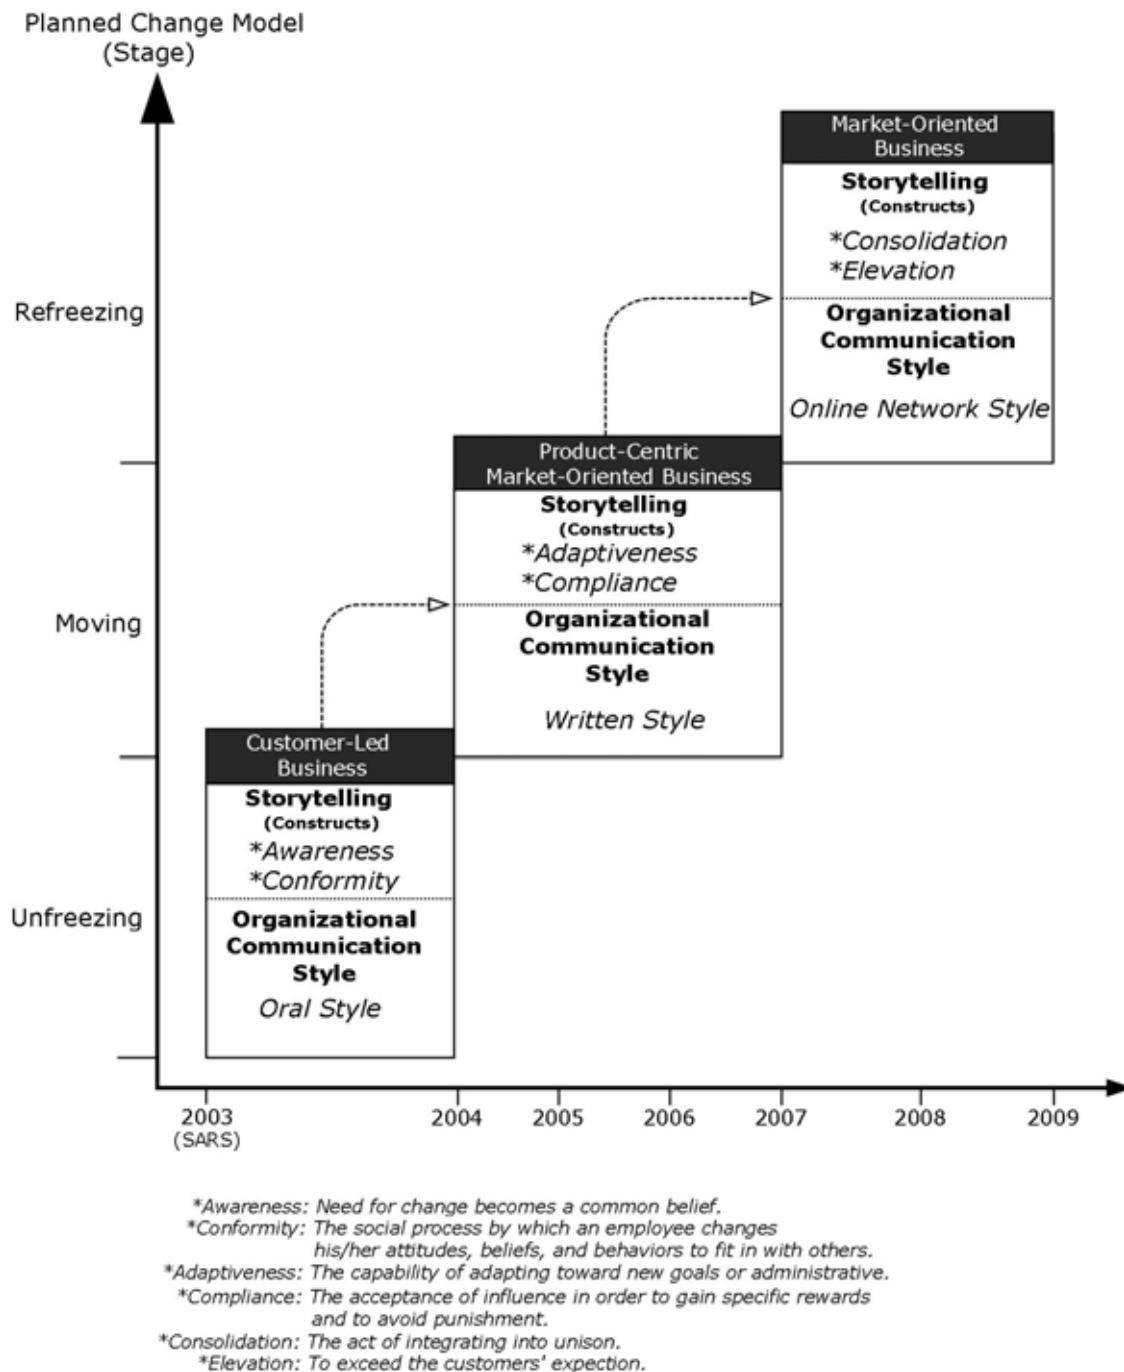 Planned Change Model
(Stage)
Market-Oriented
Business
Storytelling
(Constructs)
*Consolidation
*Elevation
Organizational
Communication
Style
Online Network Style
Refreezing
Product-Centric
Market-Oriented Business
Storytelling
(Constructs)
*Adaptiveness
*Compliance
Organizational
Communication
Style
Written Style
Moving
Customer-Led
Business
Storytelling
(Constructs)
*Awareness
*Conformity
Organizational
Communication
Style
Oral Style
Unfreezing
2003 2004 2005 2006 2007 2008 2009
(SARS)
*Awareness: Need for change becomes a common belief.
*Conformity: The social process by which an employee changes
his/her attitudes, beliefs, and behaviors to fit in with others.
*Adaptiveness: The capability of adapting toward new goals or administrative.
*Compliance: The acceptance of influence in order to gain specific rewards
and to avoid punishment.
*Consolidation: The act of integrating into unison.
*Elevation: To exceed the customers' expection.